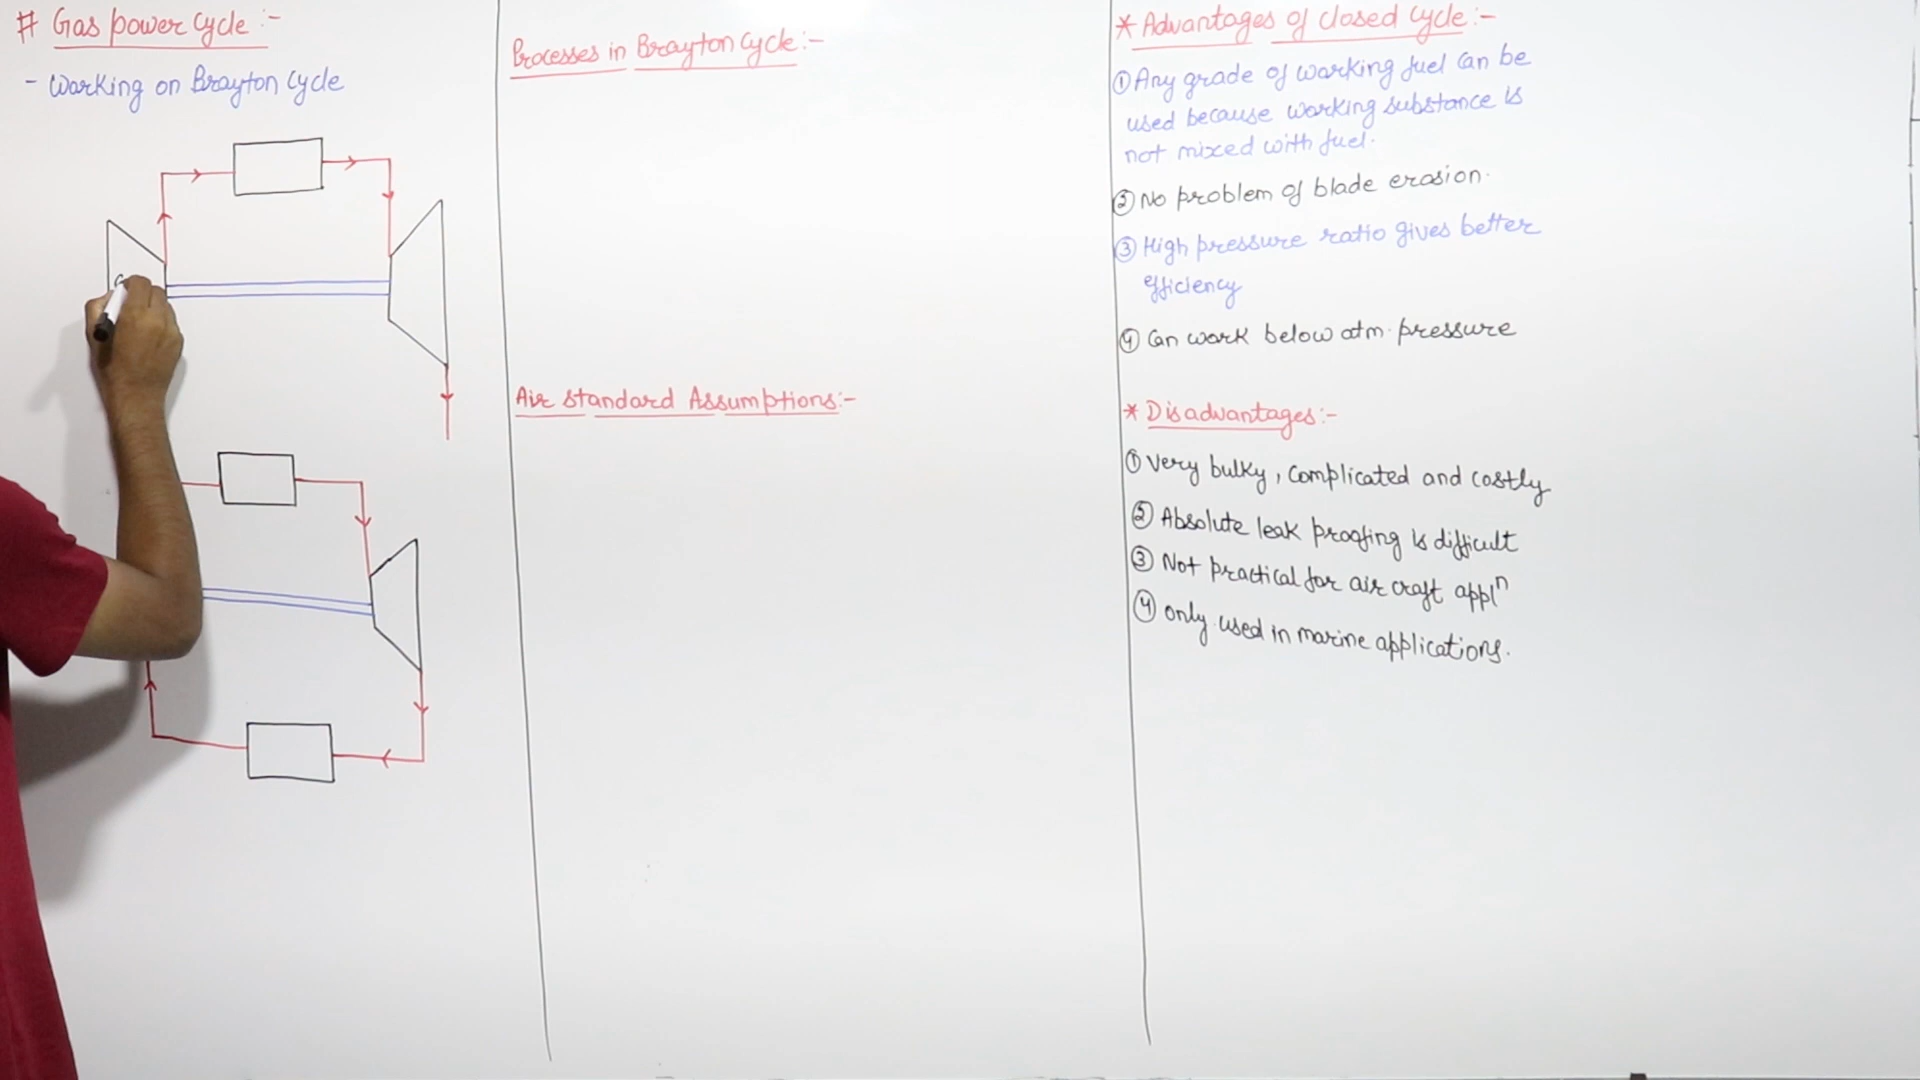 # Gas power cycle :-
- Working on Brayton Cycle
Processes in Brayton Cycle:-
Air standard Assumptions:-
* Advantages of closed cycle:-
① Any grade of working fuel can be
used because working substance is
not mixed with fuel.
② No problem of blade erosion.
③ High pressure ratio gives better
efficiency
④ Can work below atm. pressure
* Disadvantages:-
① Very bulky, complicated and costly
② Absolute leak proofing is difficult
③ Not practical for air craft applⁿ
④ only used in marine applications.